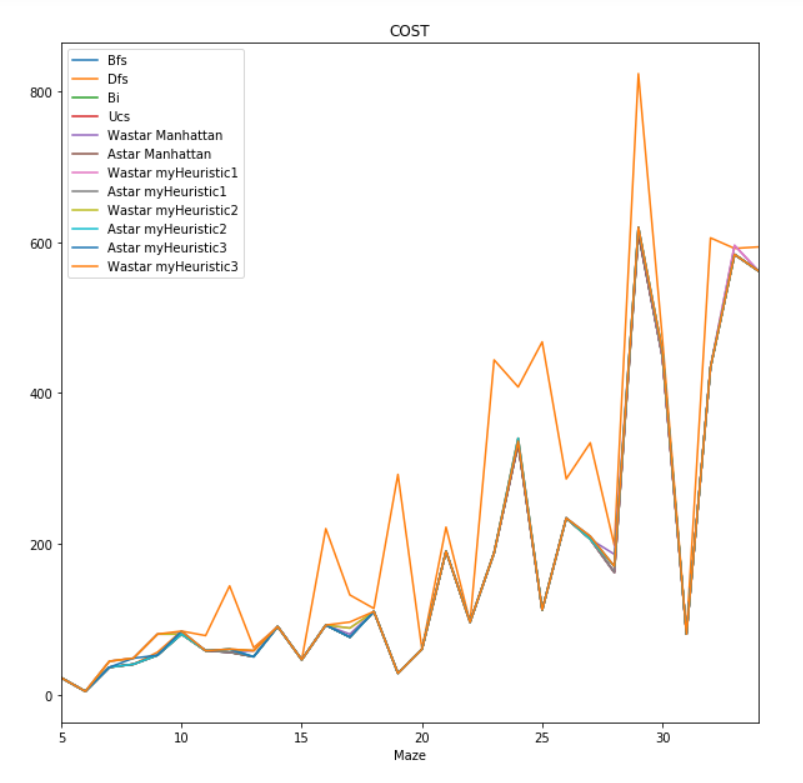 COST
Bfs
Dfs
Bi
Ucs
Wastar Manhattan
Astar Manhattan
Wastar myHeuristic1
Astar myHeuristic1
Wastar myHeuristic2
Astar myHeuristic2
Astar myHeuristic3
Wastar myHeuristic3
800
600
400
200
0
5 10 15 20 25 30
Maze